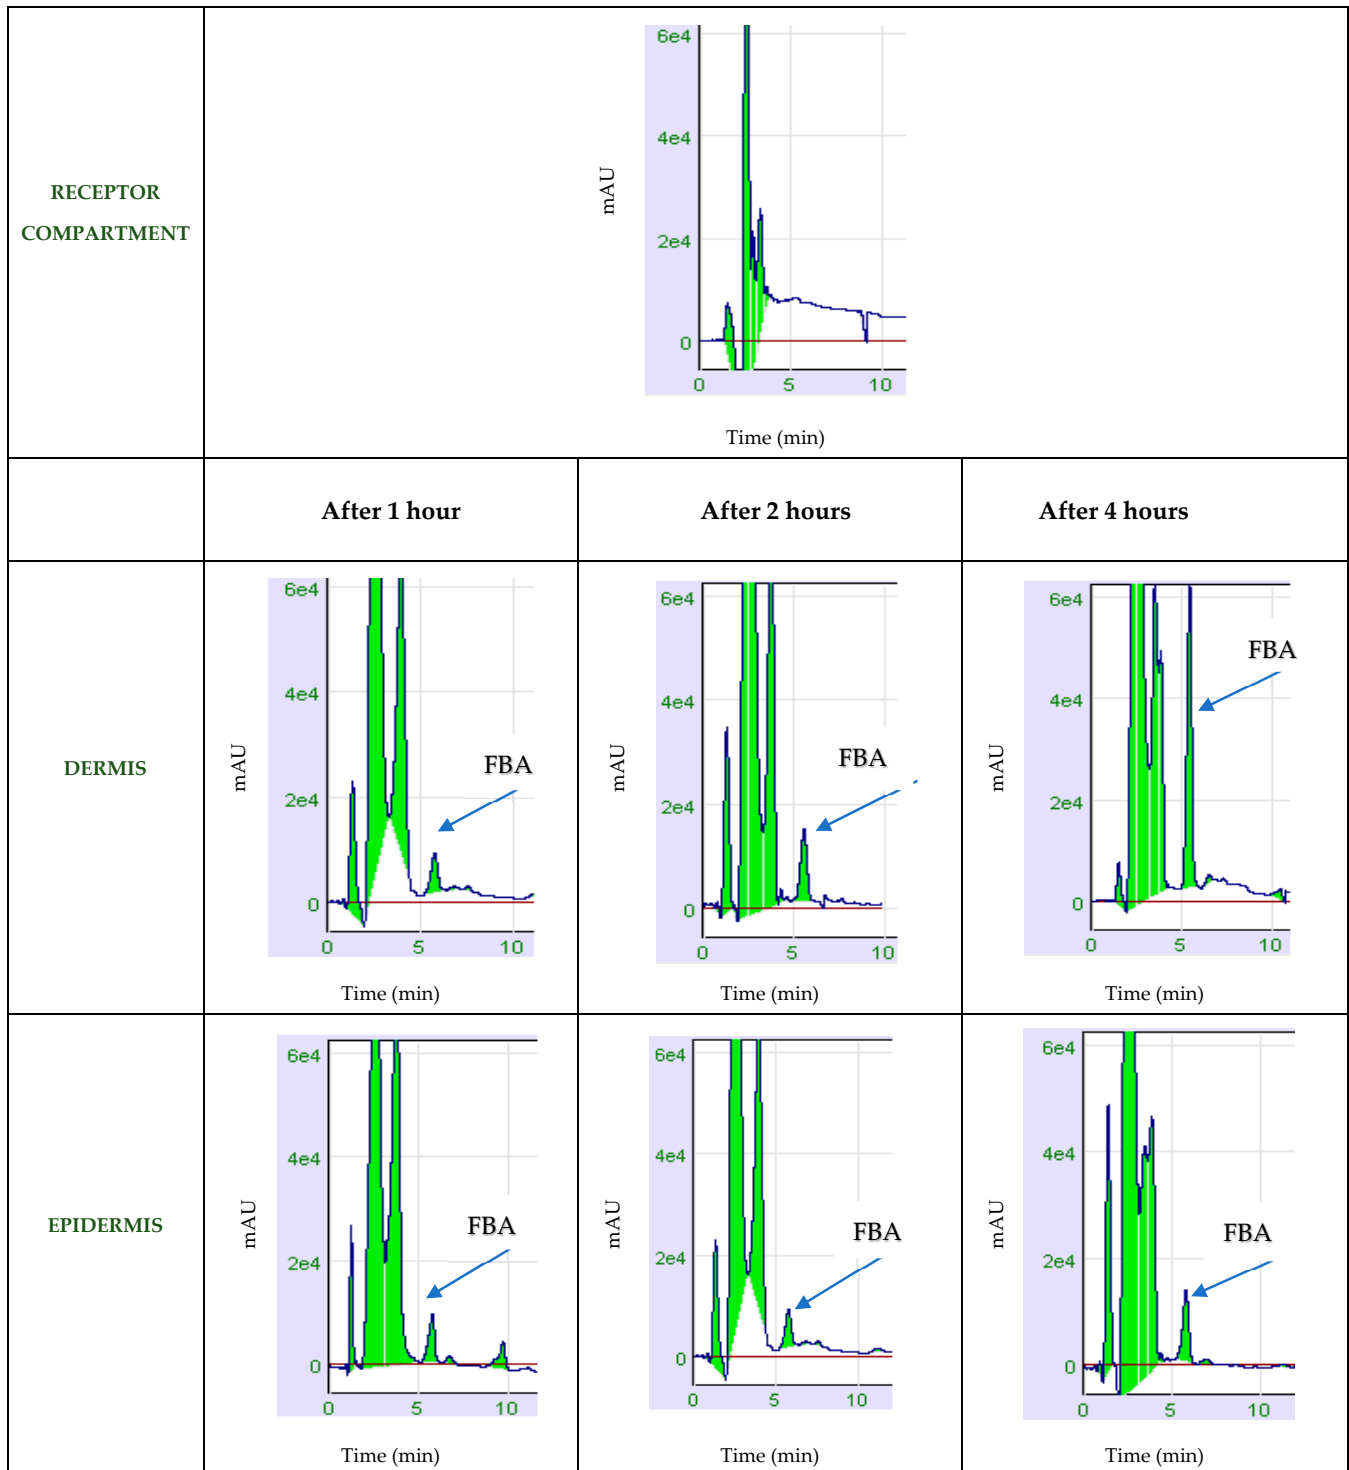 RECEPTOR
COMPARTMENT
mAU
6e4
4e4
2e4
0
0 5 10
Time (min)
After 1 hour After 2 hours After 4 hours
DERMIS
mAU
6e4
4e4
2e4
0
FBA
0 5 10
Time (min)
mAU
6e4
4e4
2e4
0
FBA
0 5 10
Time (min)
mAU
6e4
4e4
2e4
0
FBA
0 5 10
Time (min)
EPIDERMIS
mAU
6e4
4e4
2e4
0
FBA
0 5 10
Time (min)
mAU
6e4
4e4
2e4
0
FBA
0 5 10
Time (min)
mAU
6e4
4e4
2e4
0
FBA
0 5 10
Time (min)